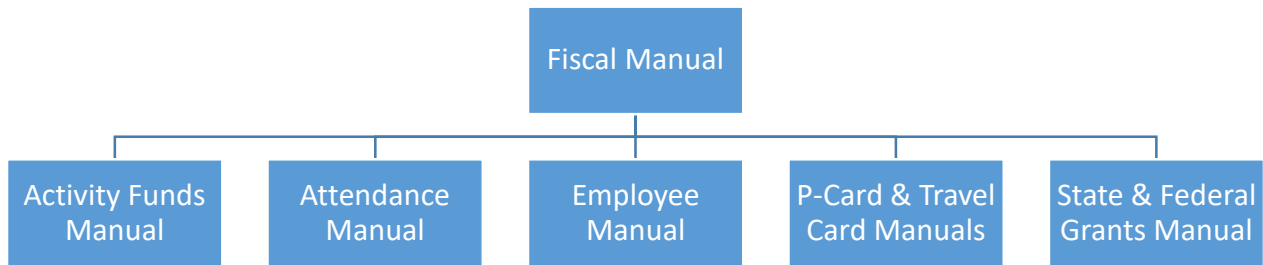 Fiscal Manual
Activity Funds
Manual
Attendance
Manual
Employee
Manual
P-Card & Travel
Card Manuals
State & Federal
Grants Manual